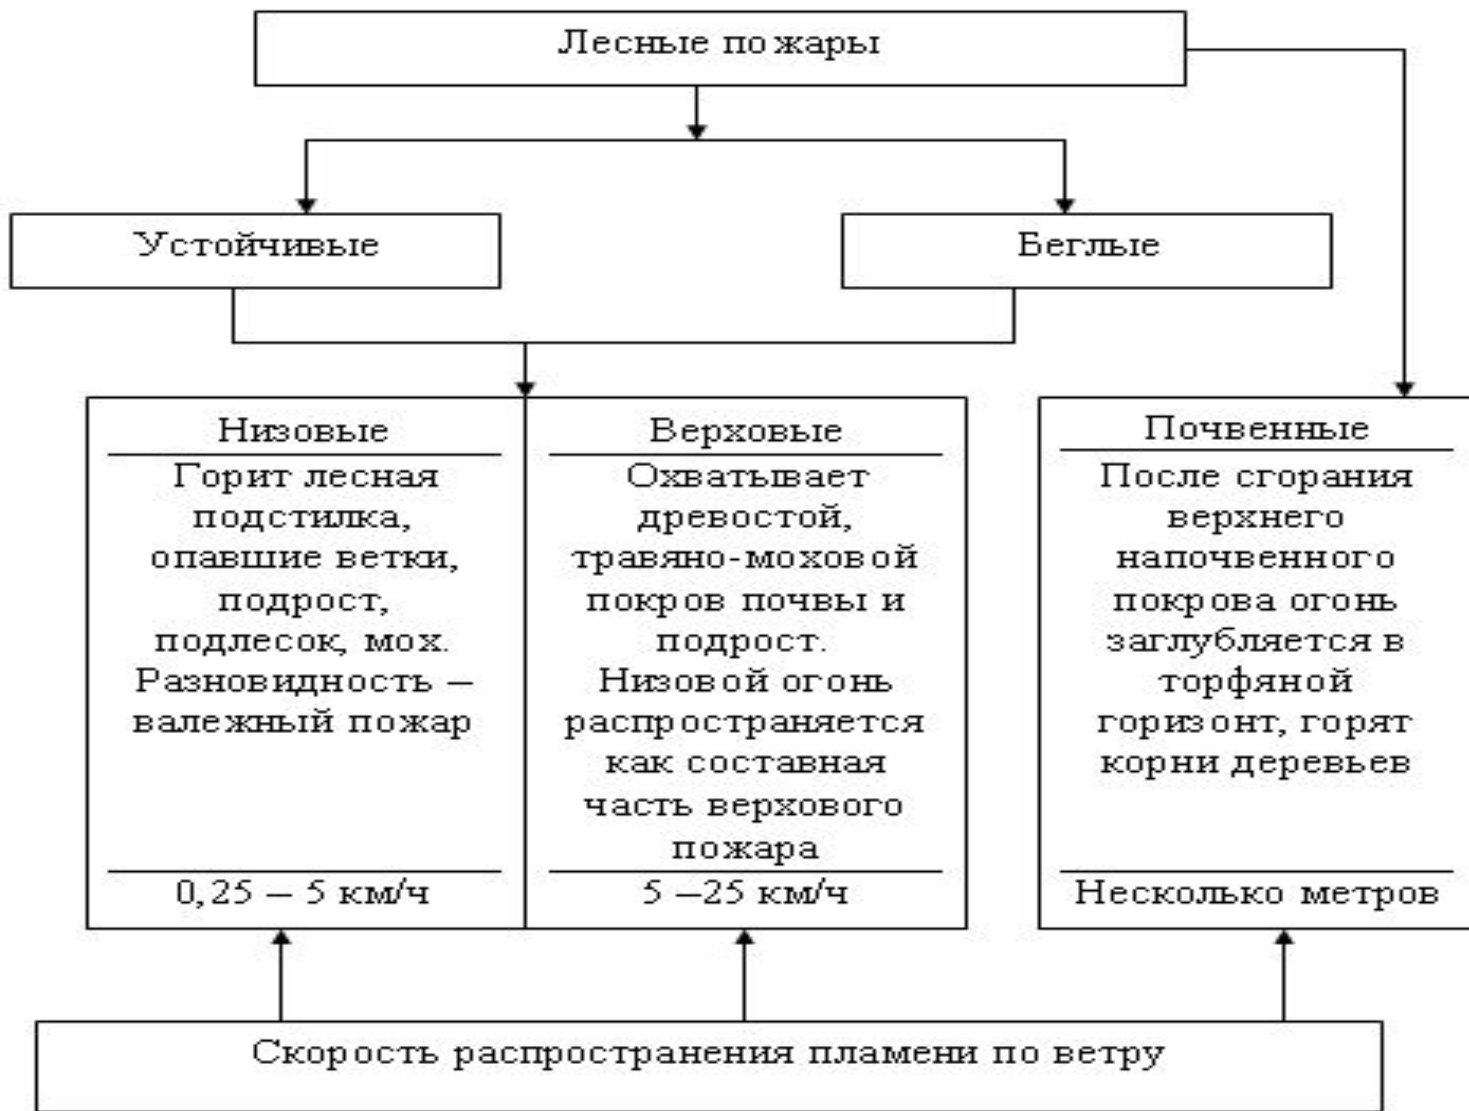 Лесные пожары
Устойчивые
Беглые
Низовые
Горит лесная
подстилка,
опавшие ветки,
подрост,
подлесок, мох.
Разновидность –
валежный пожар
0,25 – 5 км/ч
Верховые
Охватывает
древостой,
травяно-моховой
покров почвы и
подрост.
Низовой огонь
распространяется
как составная
часть верхового
пожара
5 –25 км/ч
Почвенные
После сгорания
верхнего
напочвенного
покрова огонь
заглубляется в
торфяной
горизонт, горят
корни деревьев
Несколько метров
Скорость распространения пламени по ветру